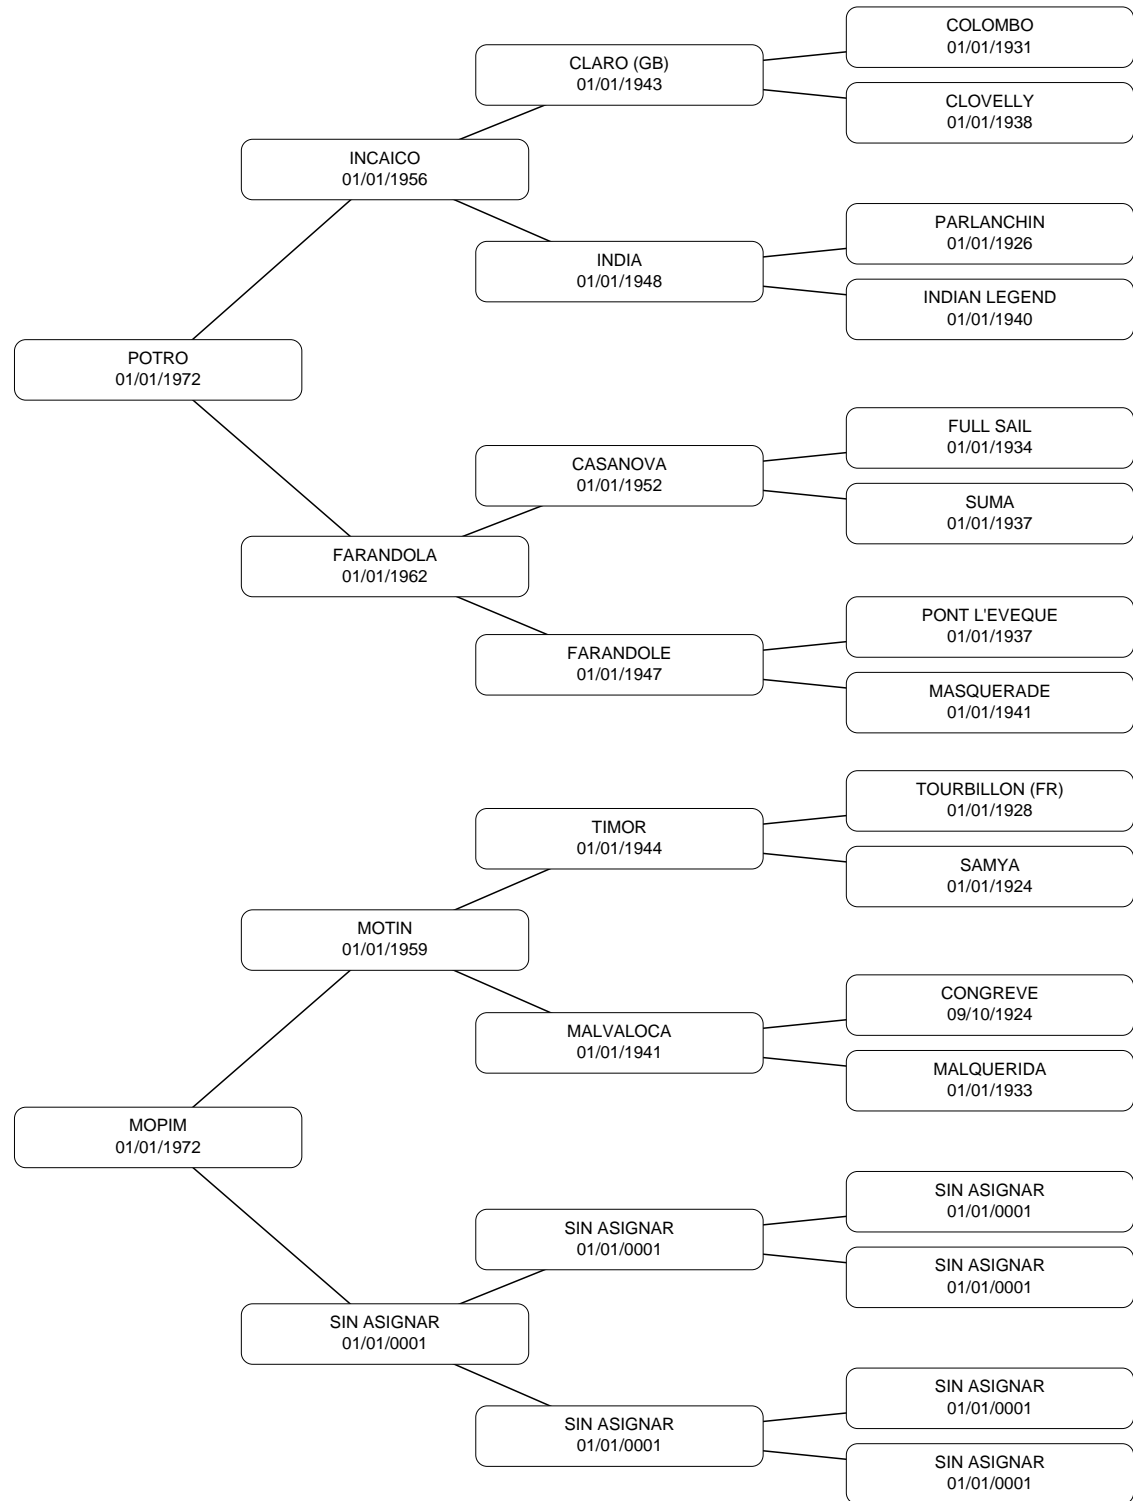 COLOMBO
01/01/1931
CLARO (GB)
01/01/1943
CLOVELLY
01/01/1938
INCAICO
01/01/1956
PARLANCHIN
01/01/1926
INDIA
01/01/1948
INDIAN LEGEND
01/01/1940
POTRO
01/01/1972
FULL SAIL
01/01/1934
CASANOVA
01/01/1952
SUMA
01/01/1937
FARANDOLA
01/01/1962
PONT L'EVEQUE
01/01/1937
FARANDOLE
01/01/1947
MASQUERADE
01/01/1941
TOURBILLON (FR)
01/01/1928
TIMOR
01/01/1944
SAMYA
01/01/1924
MOTIN
01/01/1959
CONGREVE
09/10/1924
MALVALOCA
01/01/1941
MALQUERIDA
01/01/1933
MOPIM
01/01/1972
SIN ASIGNAR
01/01/0001
SIN ASIGNAR
01/01/0001
SIN ASIGNAR
01/01/0001
SIN ASIGNAR
01/01/0001
SIN ASIGNAR
01/01/0001
SIN ASIGNAR
01/01/0001
SIN ASIGNAR
01/01/0001